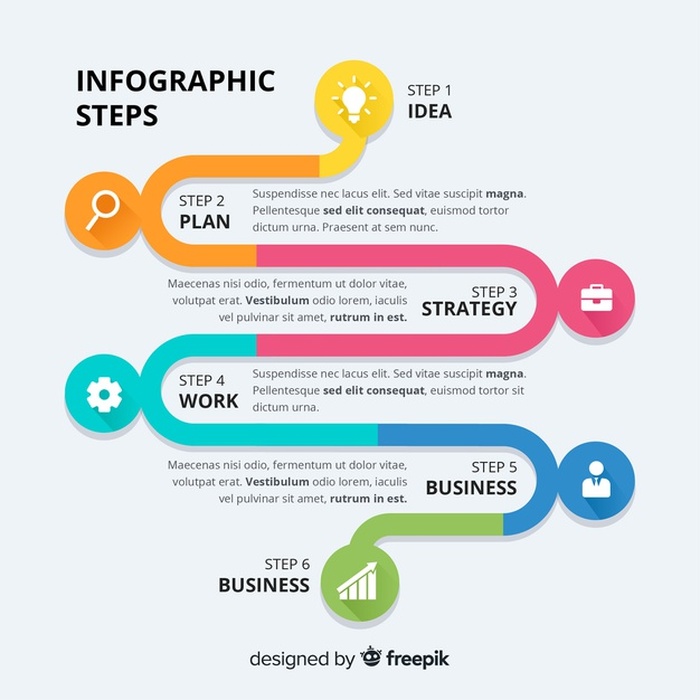 INFOGRAPHIC
STEPS
STEP 1
IDEA
STEP 2
PLAN
Suspendisse nec lacus elit. Sed vitae suscipit magna.
Pellentesque sed elit consequat, euismod tortor
dictum urna. Praesent at sem nunc.
Maecenas nisi odio, fermentum ut dolor vitae,
volutpat erat. Vestibulum odio lorem, iaculis
vel pulvinar sit amet, rutrum in est.
STEP 3
STRATEGY
STEP 4
WORK
Suspendisse nec lacus elit. Sed vitae suscipit magna.
Pellentesque sed elit consequat, euismod tortor sit
dictum urna.
Maecenas nisi odio, fermentum ut dolor vitae,
volutpat erat. Vestibulum odio lorem, iaculis
vel pulvinar sit amet, rutrum in est.
STEP 5
BUSINESS
STEP 6
BUSINESS
designed by freepik